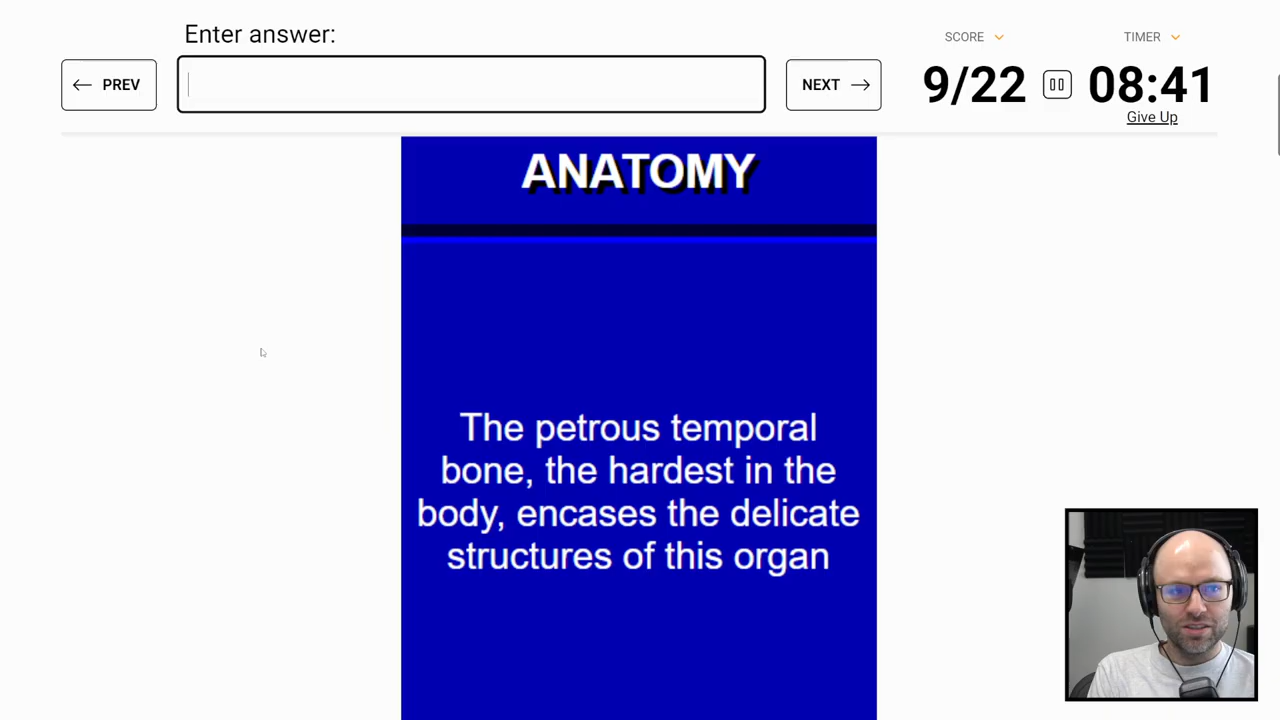 Enter answer:
PREV
NEXT
SCORE
9/22
TIMER
08:41
Give Up
ANATOMY
The petrous temporal
bone, the hardest in the
body, encases the delicate
structures of this organ